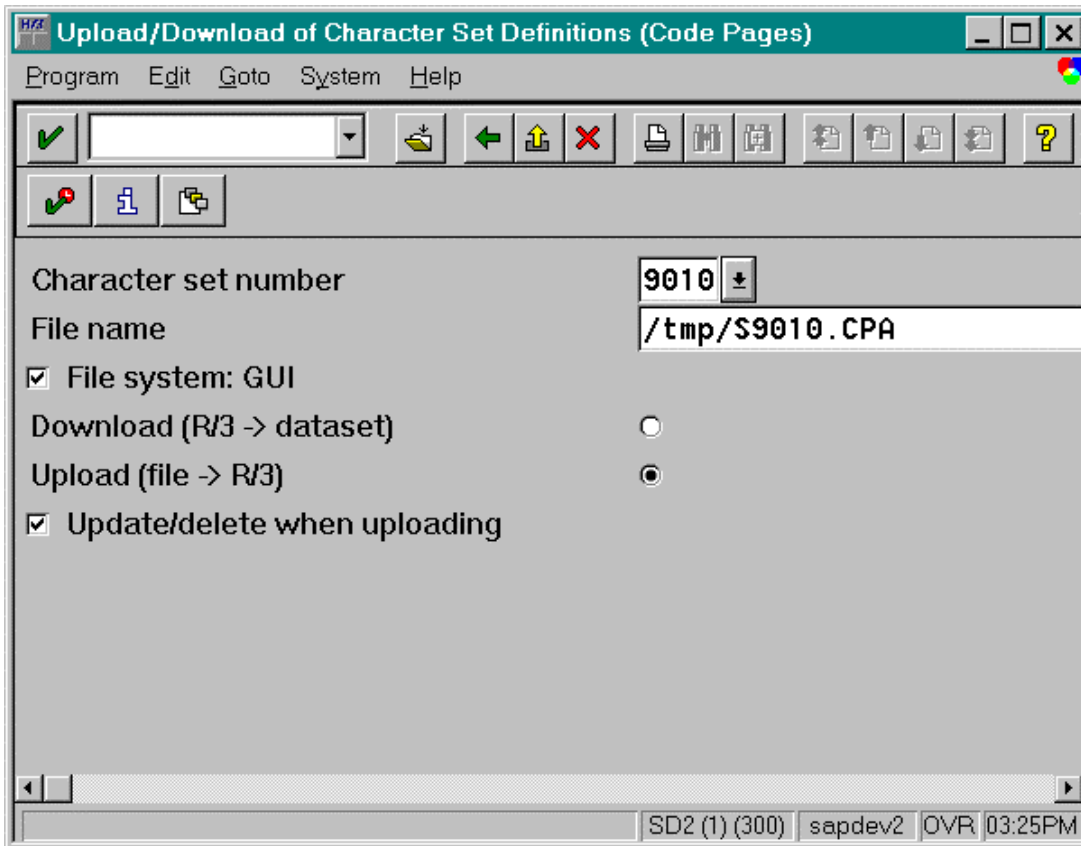 Upload/Download of Character Set Definitions (Code Pages)
Program Edit Goto System Help
Character set number 9010
File name /tmp/S9010.CPA
File system: GUI
Download (R/3 -> dataset)
Upload (file -> R/3)
Update/delete when uploading
SD2 (1) (300) sapdev2 OVR 03:25PM